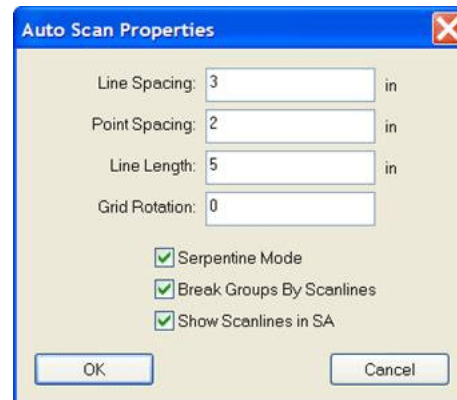 Auto Scan Properties
Line Spacing: 3 in
Point Spacing: 2 in
Line Length: 5 in
Grid Rotation: 0
Serpentine Mode
Break Groups By Scanlines
Show Scanlines in SA
OK Cancel